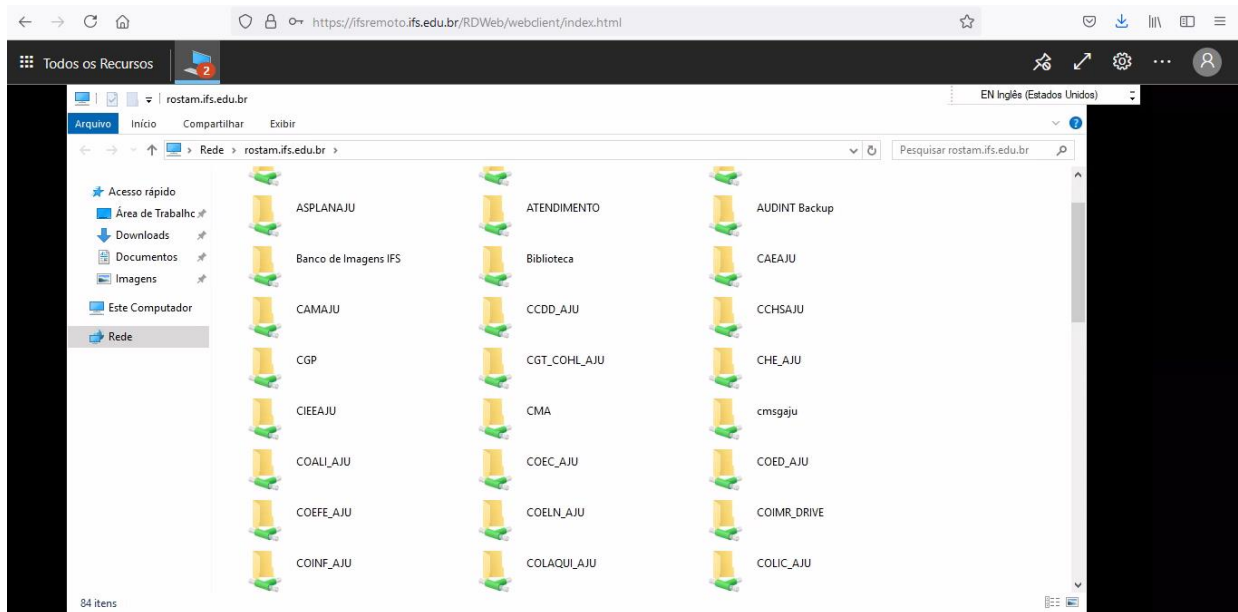 https://ifsremoto.ifs.edu.br/RDWeb/webclient/index.html
Todos os Recursos
2
rostam.ifs.edu.br
EN Inglês (Estados Unidos)
Arquivo Início Compartilhar Exibir
Rede > rostam.ifs.edu.br >
Pesquisar rostam.ifs.edu.br
Acesso rápido
Área de Trabalhc
Downloads
Documentos
Imagens
Este Computador
Rede
ASPLANAJU ATENDIMENTO AUDINT Backup
Banco de Imagens IFS Biblioteca CAEAJU
CAMAJU CCDD_AJU CCHSAJU
CGP CGT_COHL_AJU CHE_AJU
CIEEAJU CMA cmsgaju
COALI_AJU COEC_AJU COED_AJU
COEFE_AJU COELN_AJU COIMR_DRIVE
COINF_AJU COLAQUI_AJU COLIC_AJU
84 itens